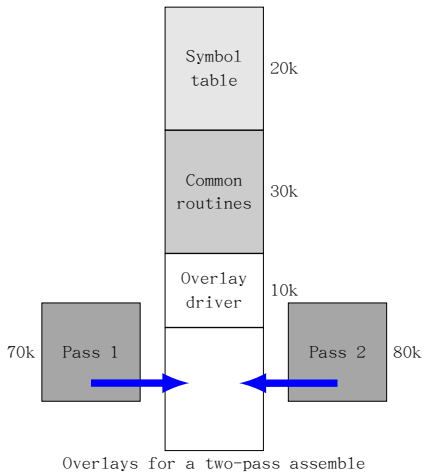 Symbol
table
20k
Common
routines
30k
Overlay
driver
10k
70k
Pass 1
Pass 2
80k
Overlays for a two-pass assemble